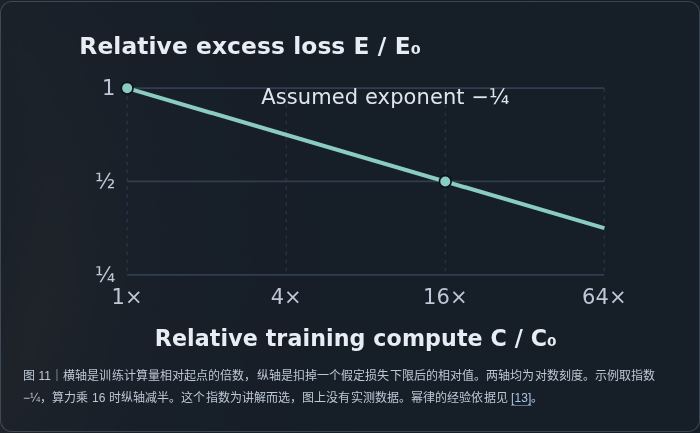 Relative excess loss E / E₀
1
Assumed exponent −¼
½
¼
1×
4×
16×
64×
Relative training compute C / C₀
图 11｜横轴是训练计算量相对起点的倍数，纵轴是扣掉一个假定损失下限后的相对值。两轴均为对数刻度。示例取指数
−¼，算力乘 16 时纵轴减半。这个指数为讲解而选，图上没有实测数据。幂律的经验依据见 [13]。